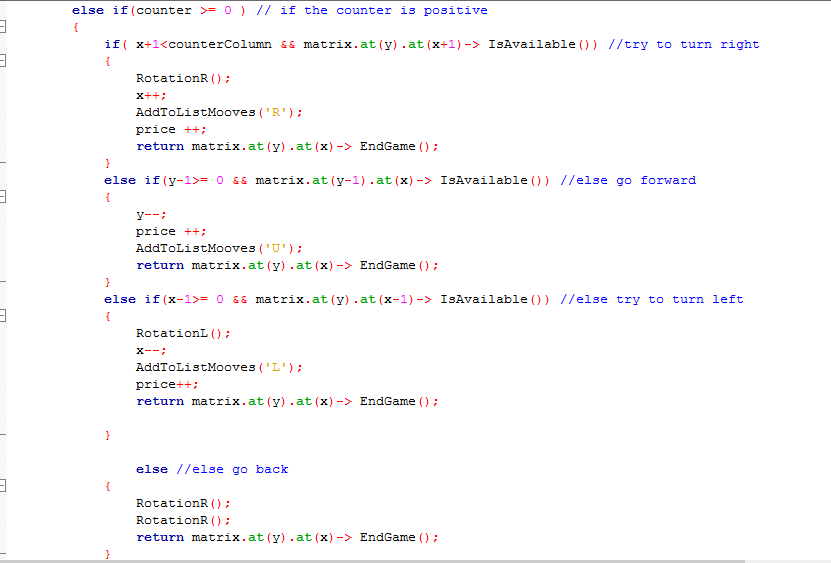 else if(counter >= 0 ) // if the counter is positive
{
if( x+1<counterColumn && matrix.at(y).at(x+1)-> IsAvailable()) //try to turn right
{
RotationR();
x++;
AddToListMooves('R');
price ++;
return matrix.at(y).at(x)-> EndGame();
}
else if(y-1>= 0 && matrix.at(y-1).at(x)-> IsAvailable()) //else go forward
{
y--;
price ++;
AddToListMooves('U');
return matrix.at(y).at(x)-> EndGame();
}
else if(x-1>= 0 && matrix.at(y).at(x-1)-> IsAvailable()) //else try to turn left
{
RotationL();
x--;
AddToListMooves('L');
price++;
return matrix.at(y).at(x)-> EndGame();
}
else //else go back
{
RotationR();
RotationR();
return matrix.at(y).at(x)-> EndGame();
}